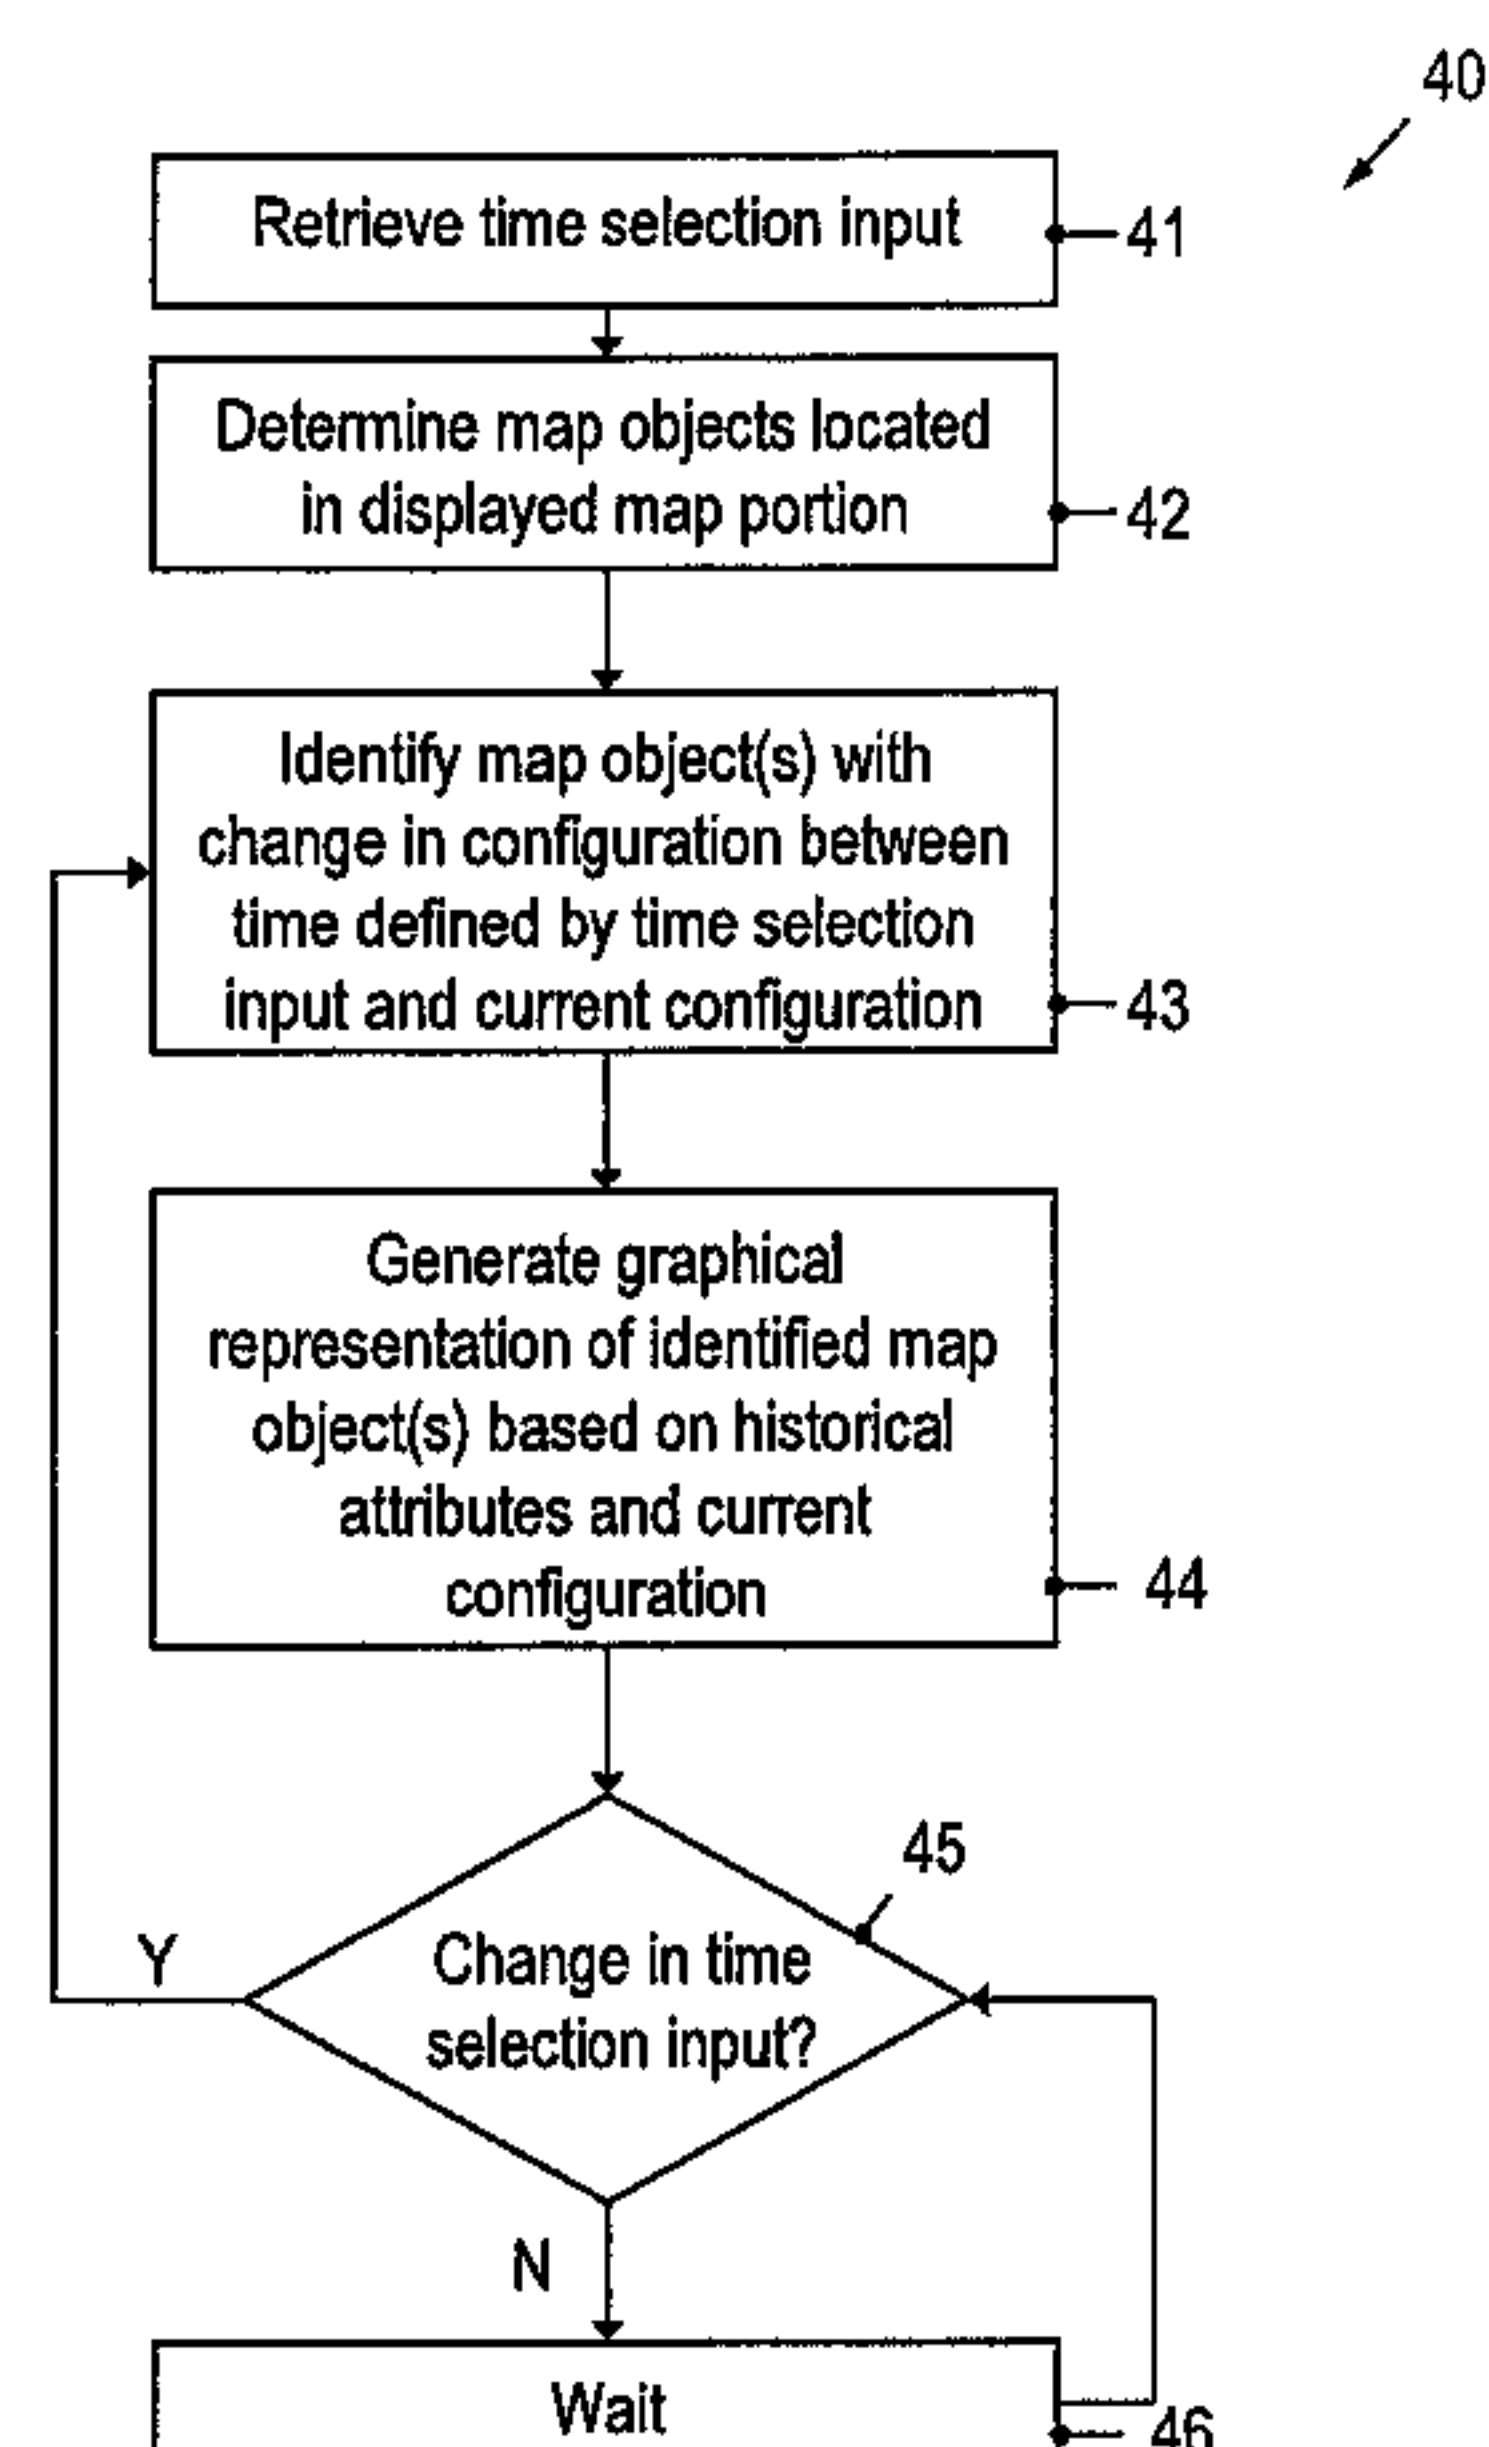 40
Retrieve time selection input
41
Determine map objects located
in displayed map portion
42
Identify map object(s) with
change in configuration between
time defined by time selection
input and current configuration
43
Generate graphical
representation of identified map
object(s) based on historical
attributes and current
configuration
44
45
Change in time
selection input?
Y
N
Wait
46